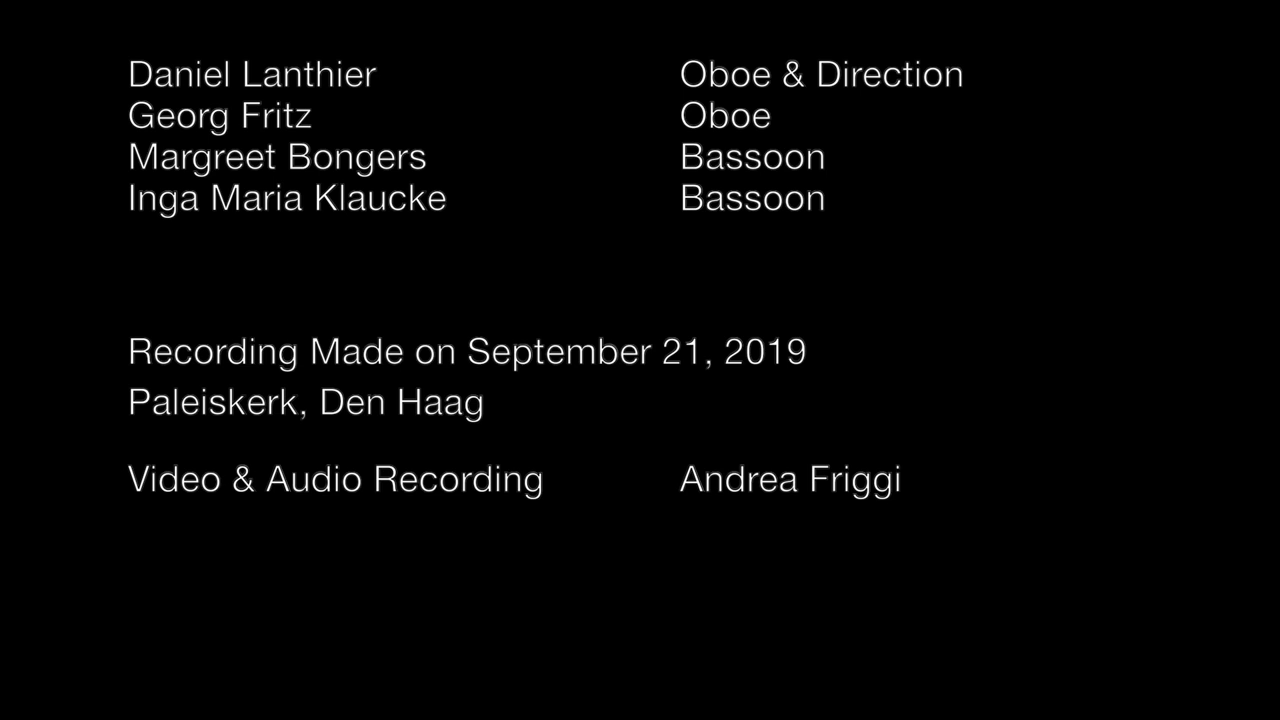 Daniel Lanthier Oboe & Direction
Georg Fritz Oboe
Margreet Bongers Bassoon
Inga Maria Klaucke Bassoon
Recording Made on September 21, 2019
Paleiskerk, Den Haag
Video & Audio Recording Andrea Friggi